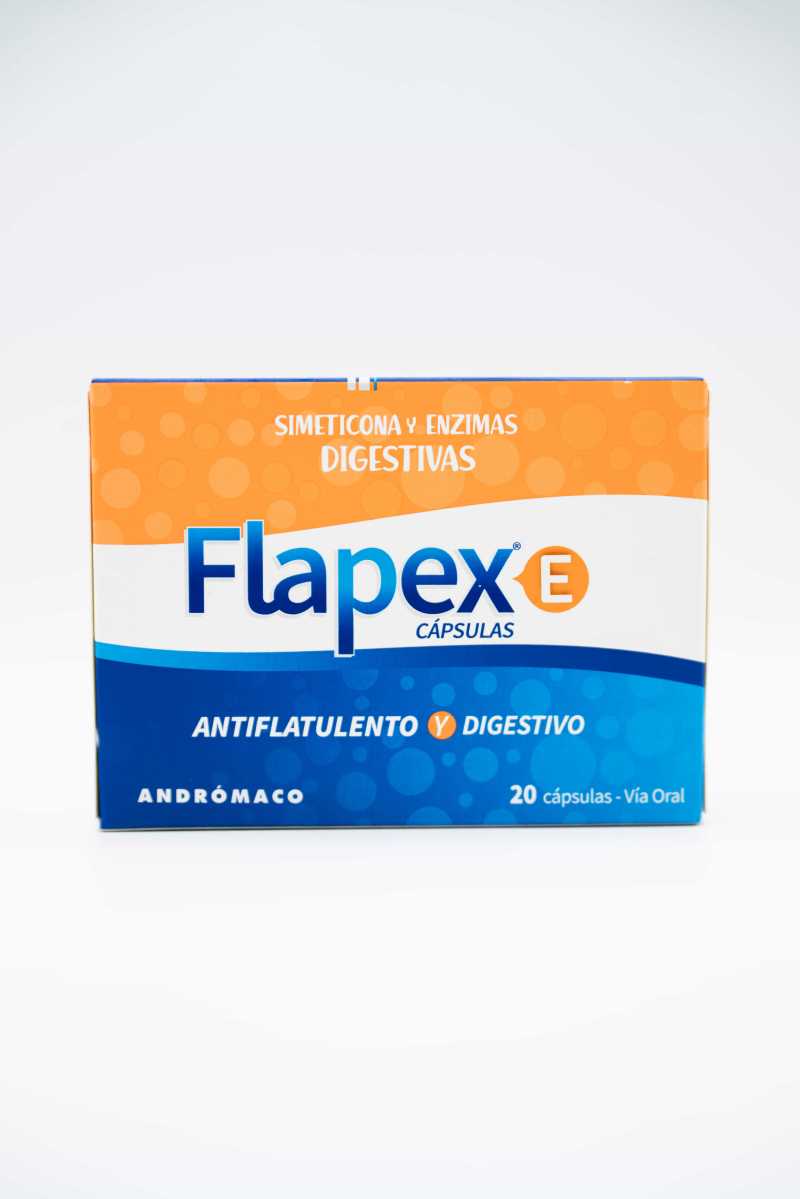 SIMETICONA Y ENZIMAS
DIGESTIVAS
Flapex® E
CÁPSULAS
ANTIFLATULENTO Y DIGESTIVO
ANDRÓMACO 20 cápsulas - Vía Oral